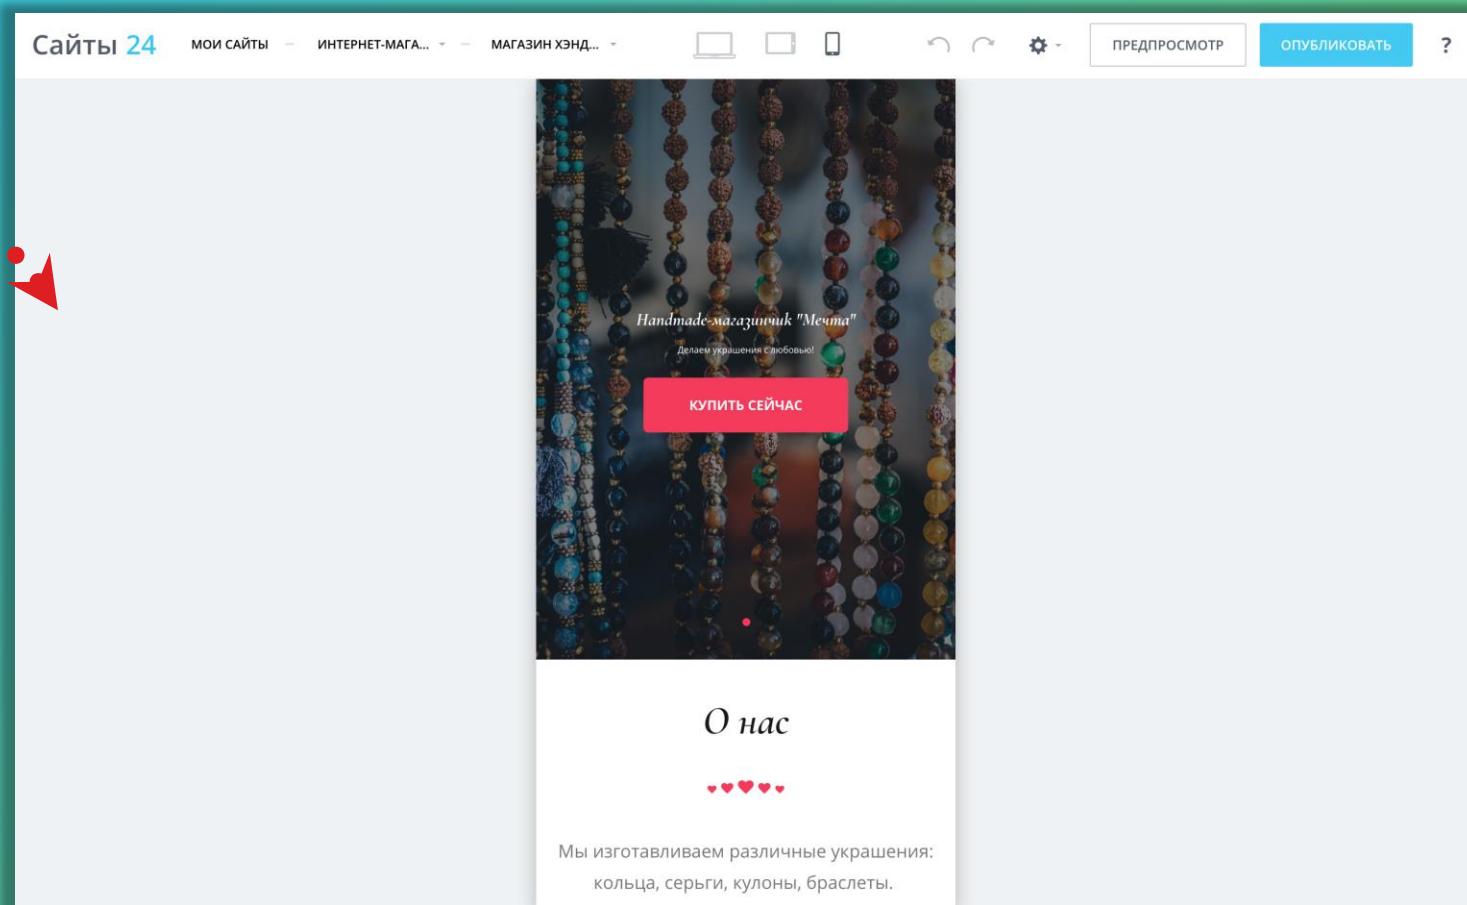 Сайты 24 МОИ САЙТЫ – ИНТЕРНЕТ-МАГА... – МАГАЗИН ХЭНД... ПРЕДПРОСМОТР ОПУБЛИКОВАТЬ ?
Handmade-магазинчик "Мечта"
Делаем украшения с любовью!
КУПИТЬ СЕЙЧАС
О нас
Мы изготавливаем различные украшения:
кольца, серьги, кулоны, браслеты.